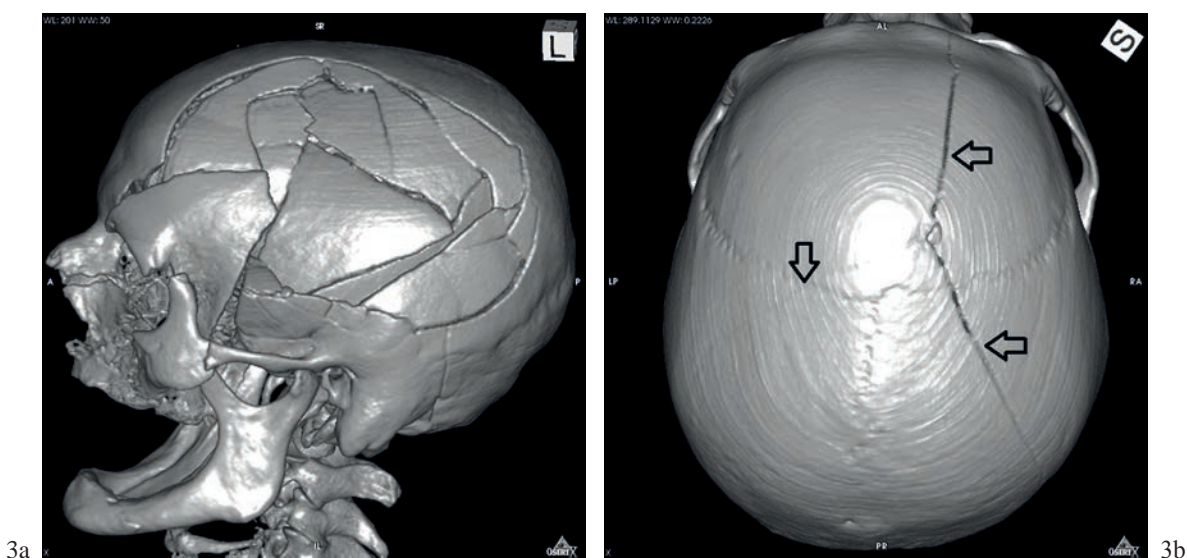 WL: 201 WW: 50
SR
L
A
P
X
IL
OSIRIX
3a
WL: 289.1129 WW: 0.2226
AL
S
LP
RA
X
PR
OSIRIX
3b